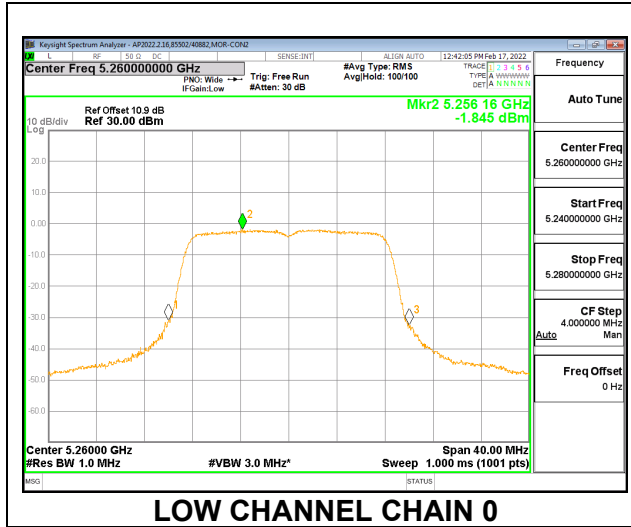 Keysight Spectrum Analyzer - AP2022.2.16,85502/40882,MOR-CON2
LXI L RF 50 Ω DC SENSE:INT ALIGN AUTO 12:42:05 PM Feb 17, 2022
Center Freq 5.260000000 GHz
PNO: Wide
IFGain:Low
Trig: Free Run
#Atten: 30 dB
#Avg Type: RMS
Avg|Hold: 100/100
TRACE 1 2 3 4 5 6
TYPE A WWWWW
DET A N N N N N
Frequency
Ref Offset 10.9 dB
10 dB/div Ref 30.00 dBm
Log
Mkr2 5.256 16 GHz
-1.845 dBm
20.0
10.0
0.00
-10.0
-20.0
-30.0
-40.0
-50.0
-60.0
1
2
3
Center 5.26000 GHz Span 40.00 MHz
#Res BW 1.0 MHz #VBW 3.0 MHz* Sweep 1.000 ms (1001 pts)
MSG STATUS
Auto Tune
Center Freq
5.260000000 GHz
Start Freq
5.240000000 GHz
Stop Freq
5.280000000 GHz
CF Step
4.000000 MHz
Auto Man
Freq Offset
0 Hz
LOW CHANNEL CHAIN 0